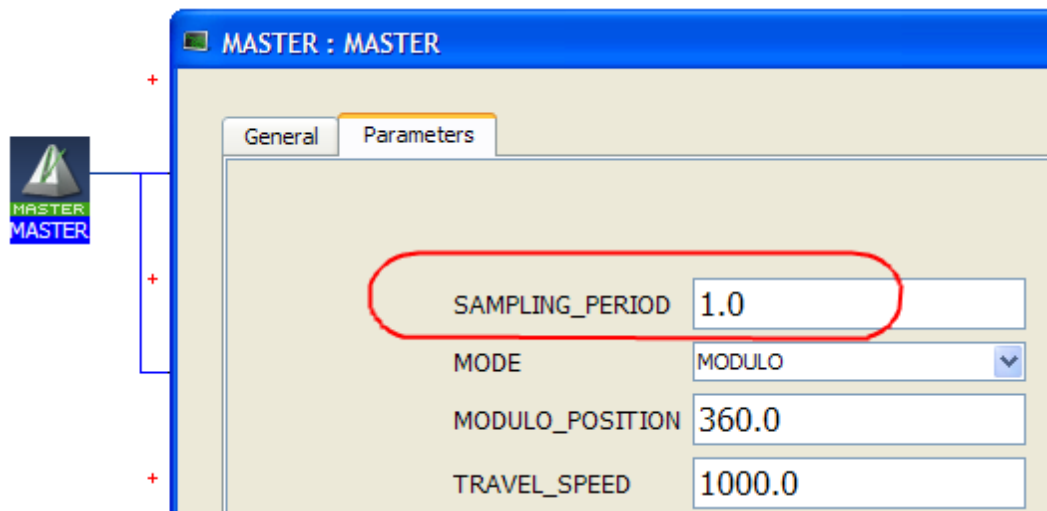 MASTER : MASTER
General Parameters
MASTER
MASTER
SAMPLING_PERIOD 1.0
MODE MODULO
MODULO_POSITION 360.0
TRAVEL_SPEED 1000.0